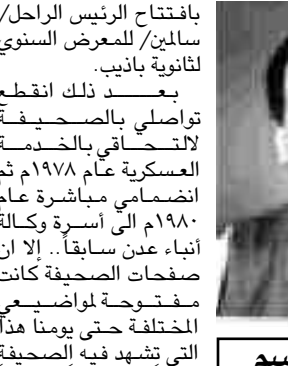 بافتتاح الرئيس الراحل/
سالمين/ للمعرض السنوي
لثانوية باذيب.
بعد ذلك انقطع
تواصلي بالصحيفة
لالتحاقي بالخدمة
العسكرية عام ١٩٧٨م ثم
انضمامي مباشرة عام
١٩٨٠م الى أسرة وكالة
أنباء عدن سابقاً.. إلا ان
صفحات الصحيفة كانت
مفتوحة لمواضيعي
المختلفة حتى يومنا هذا
التي تشهد فيه الصحيفة